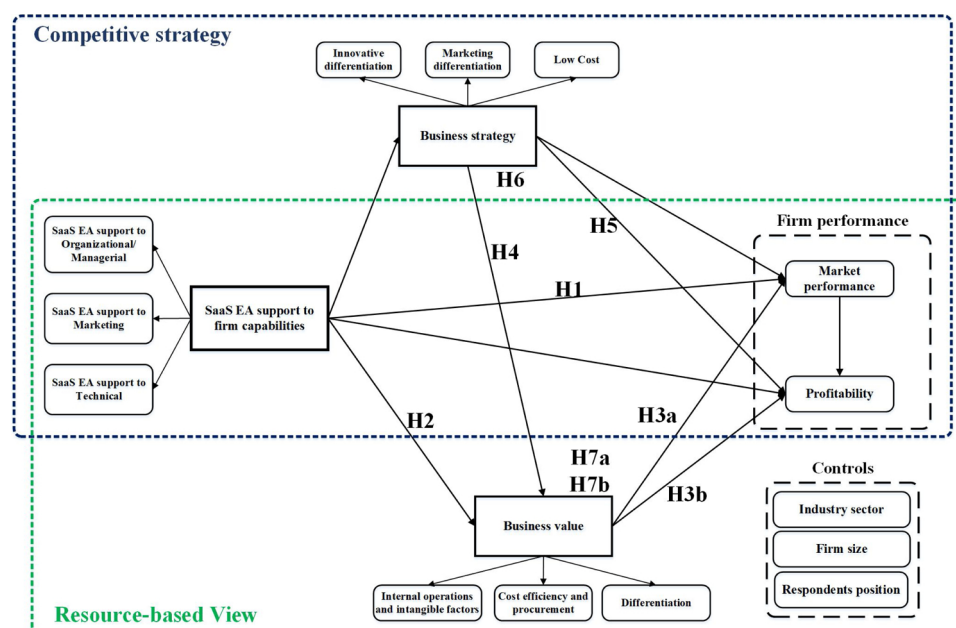 Competitive strategy
Innovative
differentiation
Marketing
differentiation
Low Cost
Business strategy
H6
Firm performance
SaaS EA support to
Organizational/
Managerial
H5
H4
Market
performance
H1
SaaS EA support to
firm capabilities
SaaS EA support to
Marketing
SaaS EA support to
Technical
Profitability
H2
H3a
H7a
H7b
H3b
Controls
Industry sector
Firm size
Respondents position
Business value
Internal operations
and intangible factors
Cost efficiency and
procurement
Differentiation
Resource-based View